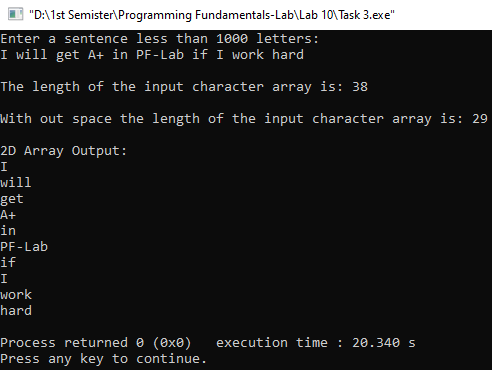 "D:\1st Semister\Programming Fundamentals-Lab\Lab 10\Task 3.exe"
Enter a sentence less than 1000 letters:
I will get A+ in PF-Lab if I work hard
The length of the input character array is: 38
With out space the length of the input character array is: 29
2D Array Output:
I
will
get
A+
in
PF-Lab
if
I
work
hard
Process returned 0 (0x0)   execution time : 20.340 s
Press any key to continue.